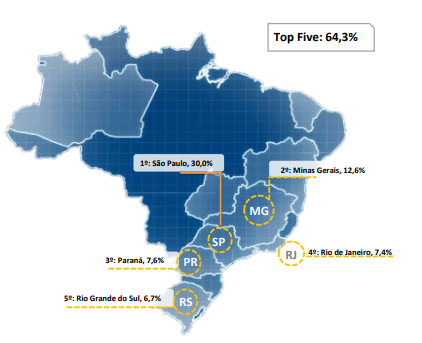 Top Five: 64,3%
1º: São Paulo, 30,0%
2º: Minas Gerais, 12,6%
MG
SP
RJ
4º: Rio de Janeiro, 7,4%
3º: Paraná, 7,6%
PR
5º: Rio Grande do Sul, 6,7%
RS